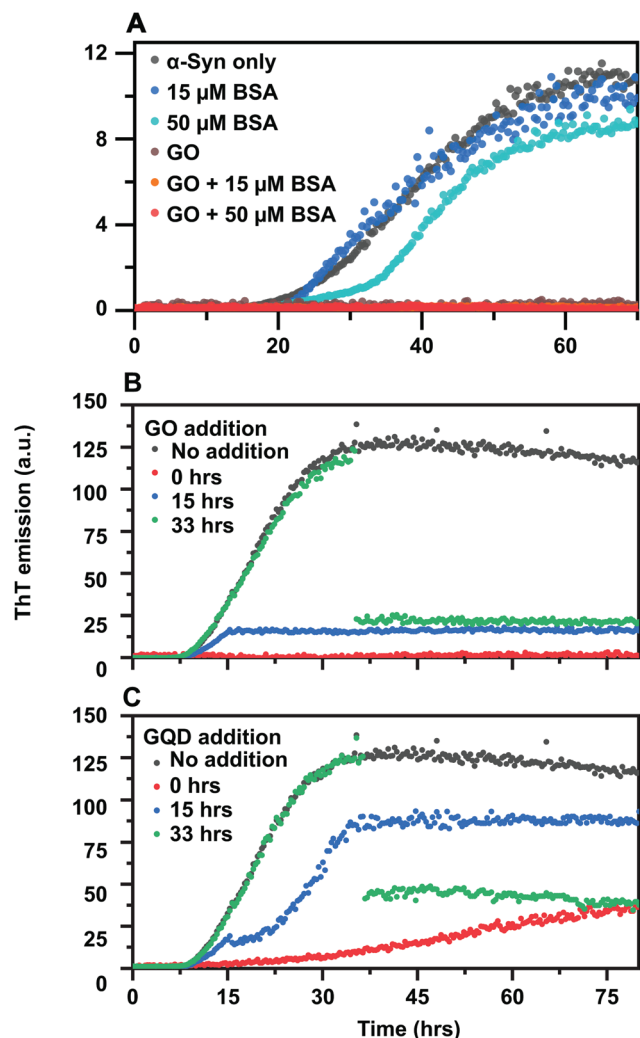 A
12
8
4
0
α-Syn only
15 μM BSA
50 μM BSA
GO
GO + 15 μM BSA
GO + 50 μM BSA
0
20
40
60
B
150
125
100
75
50
25
0
GO addition
No addition
0 hrs
15 hrs
33 hrs
ThT emission (a.u.)
C
150
125
100
75
50
25
0
GQD addition
No addition
0 hrs
15 hrs
33 hrs
0
15
30
45
60
75
Time (hrs)